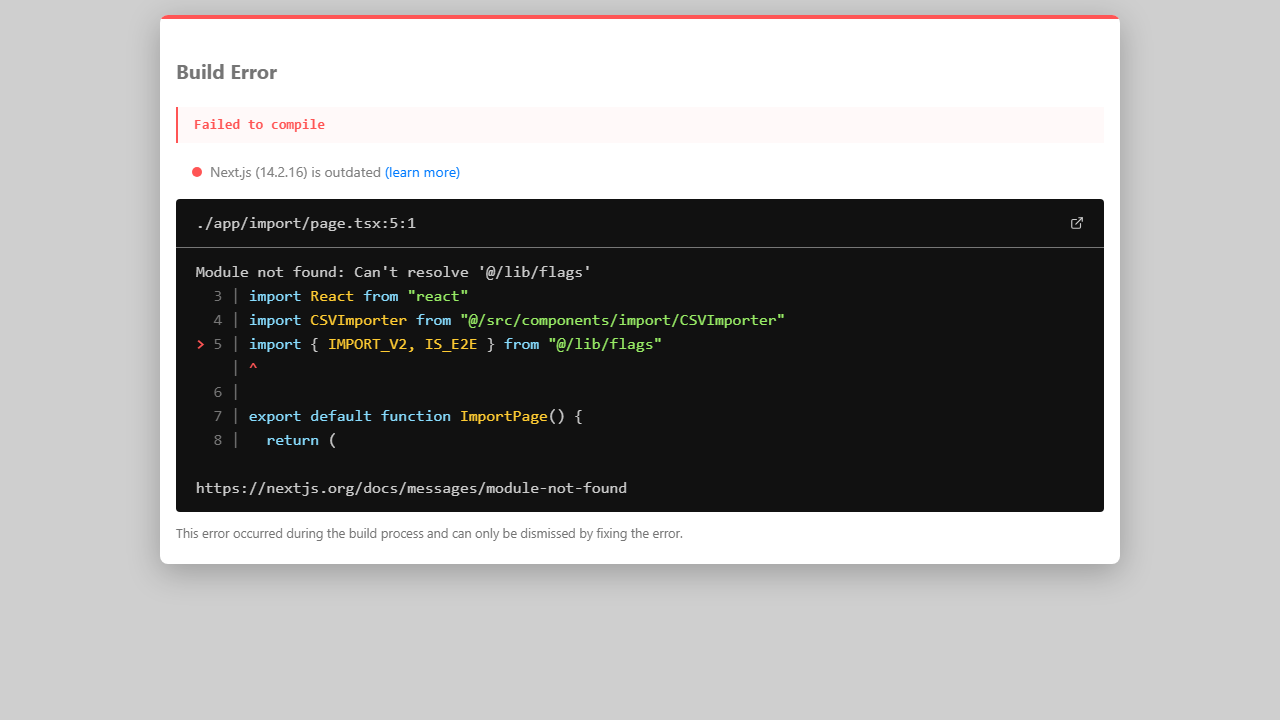 Build Error
Failed to compile
Next.js (14.2.16) is outdated (learn more)
./app/import/page.tsx:5:1
Module not found: Can't resolve '@/lib/flags'
  3 | import React from "react"
  4 | import CSVImporter from "@/src/components/import/CSVImporter"
> 5 | import { IMPORT_V2, IS_E2E } from "@/lib/flags"
    | ^
  6 |
  7 | export default function ImportPage() {
  8 |   return (
https://nextjs.org/docs/messages/module-not-found
This error occurred during the build process and can only be dismissed by fixing the error.